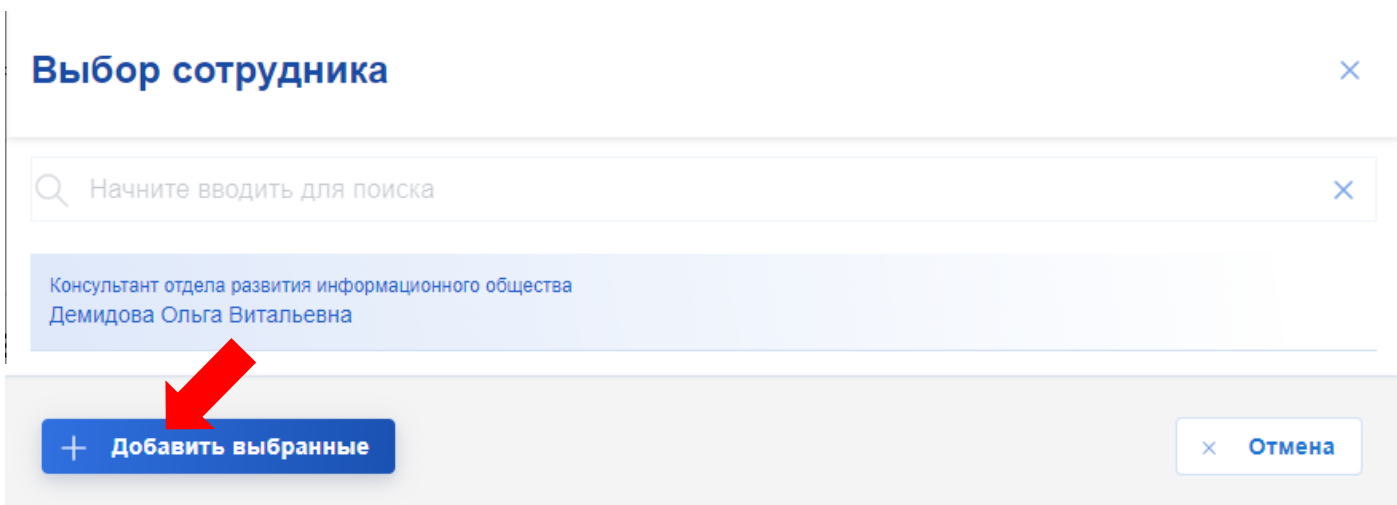 Выбор сотрудника
Начните вводить для поиска
Консультант отдела развития информационного общества
Демидова Ольга Витальевна
Добавить выбранные
Отмена